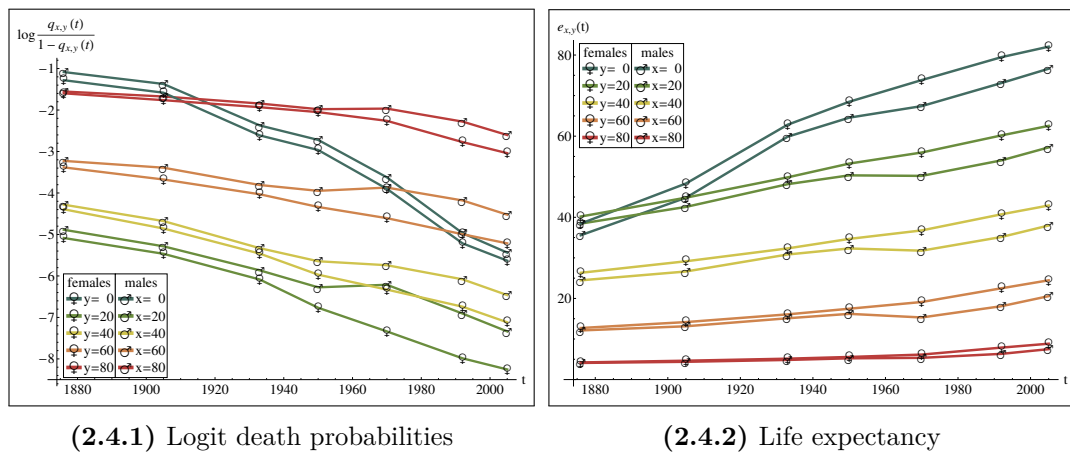 log q_{x,y}(t) / 1 − q_{x,y}(t)
-1
-2
-3
-4
-5
-6
-7
-8
females males
y= 0 x= 0
y=20 x=20
y=40 x=40
y=60 x=60
y=80 x=80
1880 1900 1920 1940 1960 1980 2000 t
(2.4.1) Logit death probabilities
e_{x,y}(t)
80
60
40
20
females males
y= 0 x= 0
y=20 x=20
y=40 x=40
y=60 x=60
y=80 x=80
1880 1900 1920 1940 1960 1980 2000 t
(2.4.2) Life expectancy